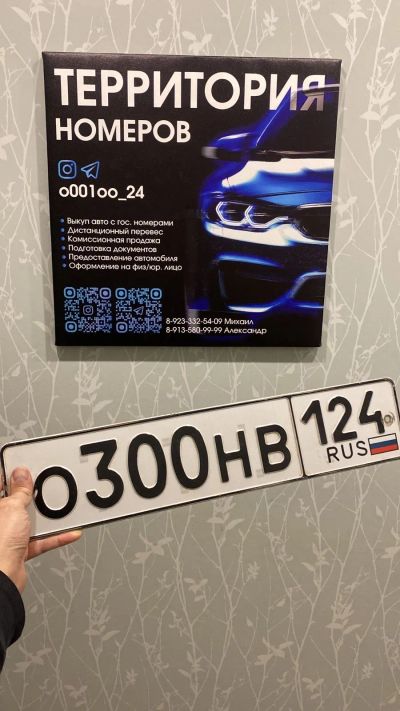 ТЕРРИТОРИЯ
НОМЕРОВ
o001oo_24
Выкуп авто с гос. номерами
Дистанционный перевес
Комиссионная продажа
Подготовка документов
Предоставление автомобиля
Оформление на физ/юр. лицо
8-923-332-54-09 Михаил
8-913-580-99-99 Александр
О300НВ 124
RUS